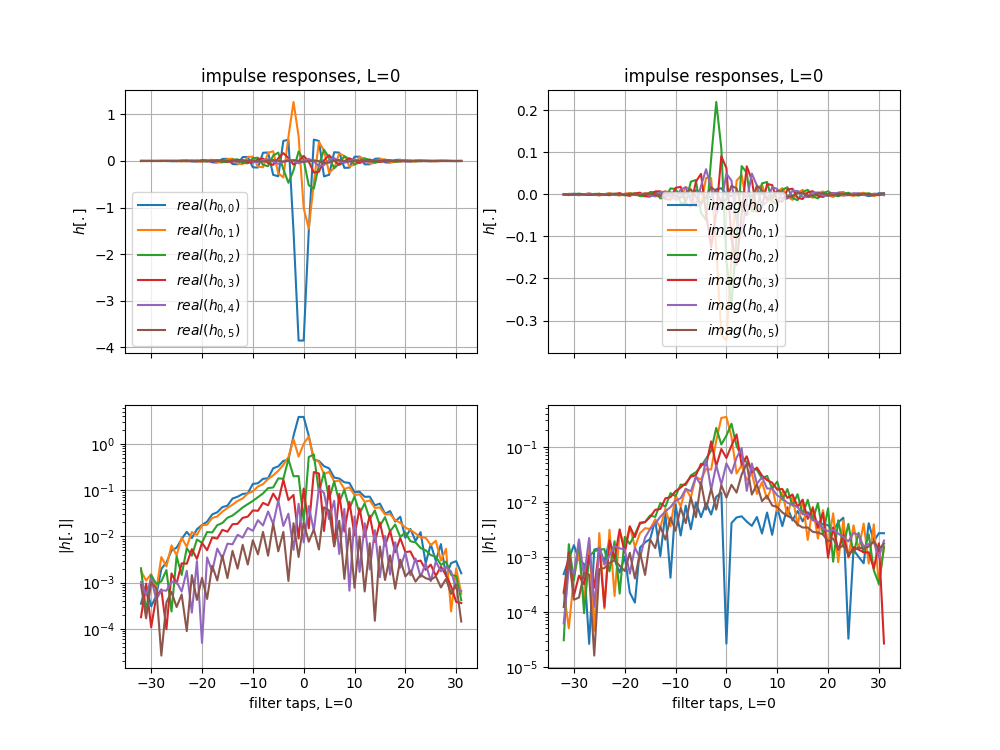 impulse responses, L=0
1
0
−1
−2
−3
−4
h[.]
real(h₀,₀)
real(h₀,₁)
real(h₀,₂)
real(h₀,₃)
real(h₀,₄)
real(h₀,₅)
impulse responses, L=0
0.2
0.1
0.0
−0.1
−0.2
−0.3
h[.]
imag(h₀,₀)
imag(h₀,₁)
imag(h₀,₂)
imag(h₀,₃)
imag(h₀,₄)
imag(h₀,₅)
10⁰
10⁻¹
10⁻²
10⁻³
10⁻⁴
|h[.]|
−30 −20 −10 0 10 20 30
filter taps, L=0
10⁻¹
10⁻²
10⁻³
10⁻⁴
10⁻⁵
|h[.]|
−30 −20 −10 0 10 20 30
filter taps, L=0